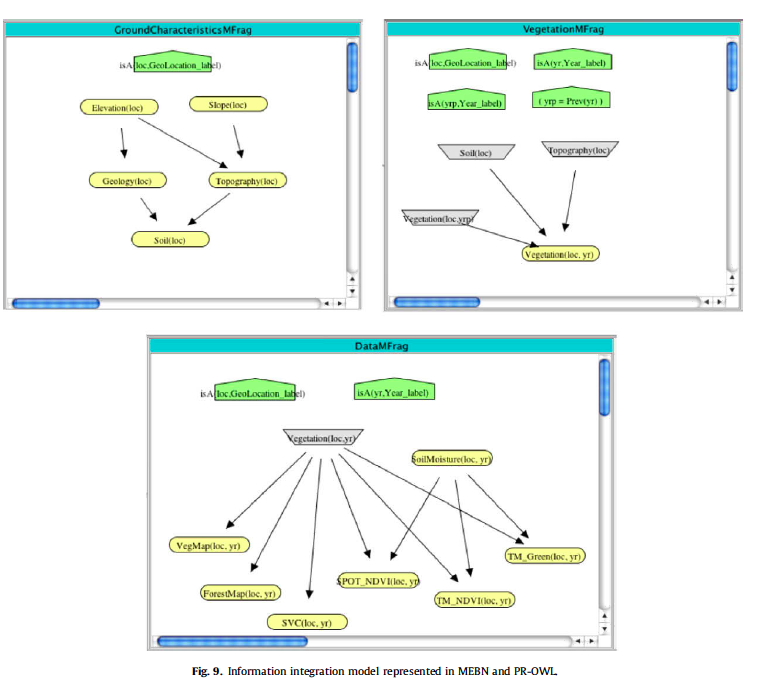 GroundCharacteristicsMFrag
isA(loc,GeoLocation_label)
Elevation(loc)
Slope(loc)
Geology(loc)
Topography(loc)
Soil(loc)
VegetationMFrag
isA(loc,GeoLocation_label)
isA(yr,Year_label)
isA(yrp,Year_label)
( yrp = Prev(yr) )
Soil(loc)
Topography(loc)
Vegetation(loc,yrp)
Vegetation(loc, yr)
DataMFrag
isA(loc,GeoLocation_label)
isA(yr,Year_label)
Vegetation(loc,yr)
SoilMoisture(loc, yr)
VegMap(loc, yr)
TM_Green(loc, yr)
ForestMap(loc, yr)
SPOT_NDVI(loc, yr)
TM_NDVI(loc, yr)
SVC(loc, yr)
Fig. 9. Information integration model represented in MEBN and PR-OWL.